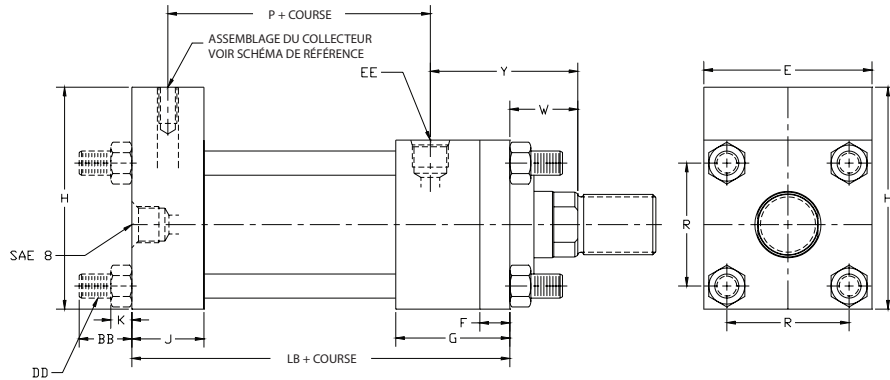 P + COURSE
ASSEMBLAGE DU COLLECTEUR
VOIR SCHÉMA DE RÉFÉRENCE
EE
Y
E
W
H
R
H
SAE 8
K
BB
J
F
G
R
LB + COURSE
DD